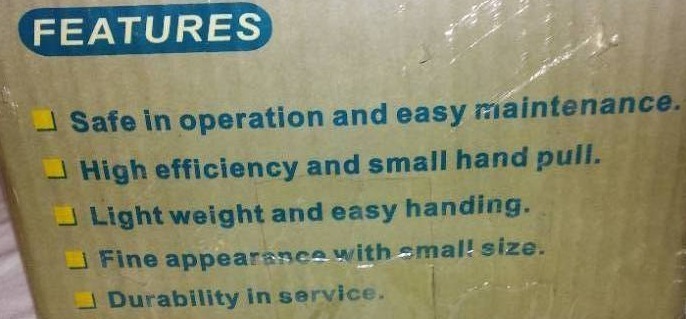 FEATURES
Safe in operation and easy maintenance.
High efficiency and small hand pull.
Light weight and easy handing.
Fine appearance with small size.
Durability in service.